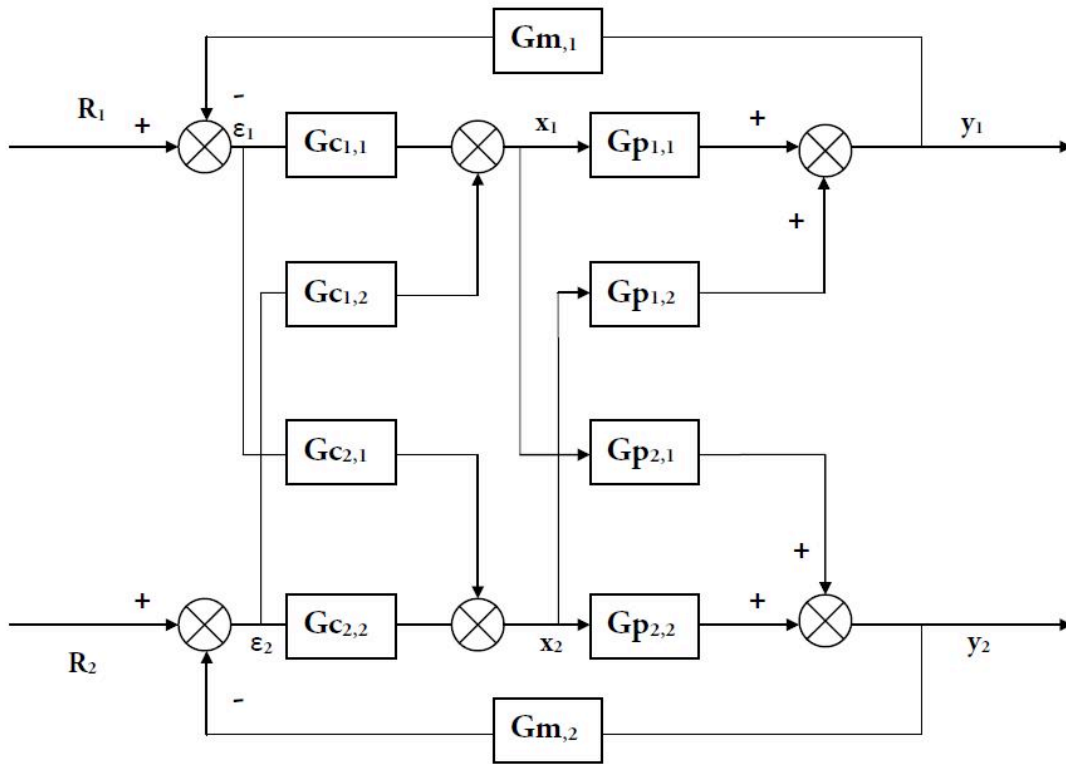 Gm,₁
R₁
+
-
ε₁
Gc₁,₁
x₁
Gp₁,₁
+
y₁
+
Gc₁,₂
Gp₁,₂
Gc₂,₁
Gp₂,₁
+
R₂
+
ε₂
Gc₂,₂
x₂
Gp₂,₂
+
y₂
-
Gm,₂